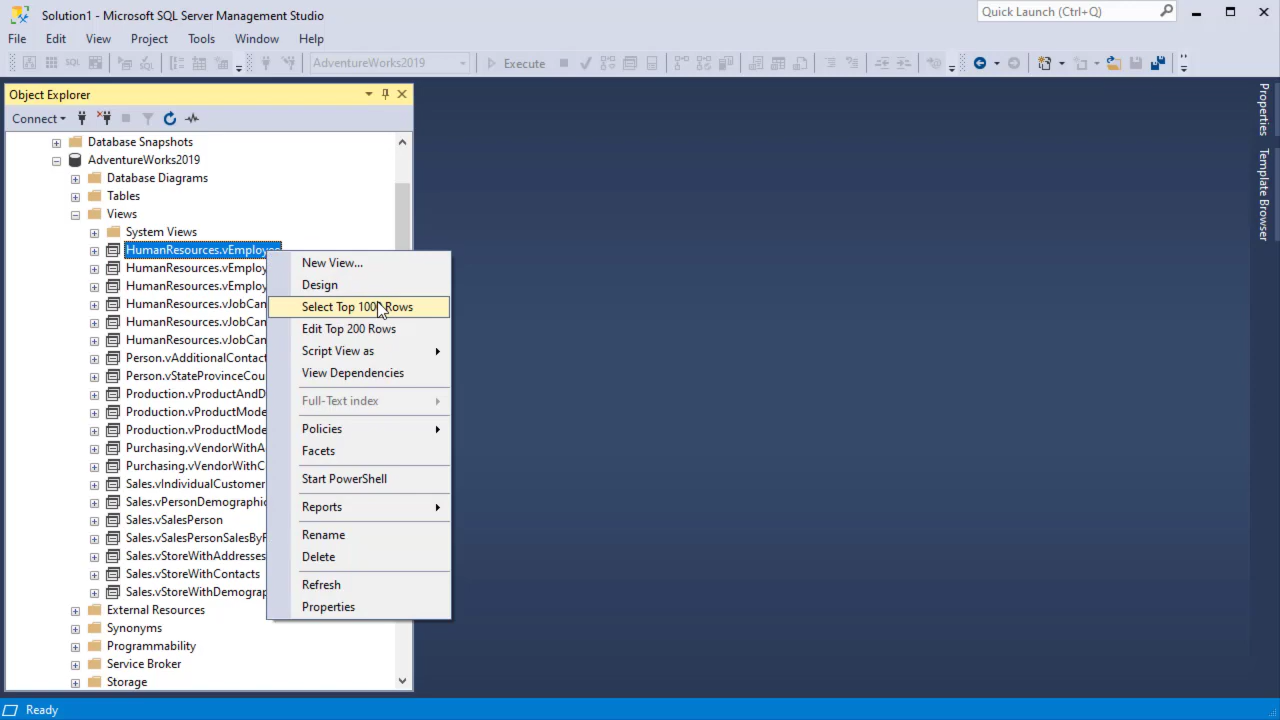 Solution1 - Microsoft SQL Server Management Studio
Quick Launch (Ctrl+Q)
File Edit View Project Tools Window Help
AdventureWorks2019 Execute
Object Explorer
Connect
Database Snapshots
AdventureWorks2019
Database Diagrams
Tables
Views
System Views
HumanResources.vEmployee
HumanResources.vEmploy
HumanResources.vEmploy
HumanResources.vJobCan
HumanResources.vJobCan
HumanResources.vJobCan
Person.vAdditionalContact
Person.vStateProvinceCou
Production.vProductAndD
Production.vProductMode
Production.vProductMode
Purchasing.vVendorWithA
Purchasing.vVendorWithC
Sales.vIndividualCustomer
Sales.vPersonDemographic
Sales.vSalesPerson
Sales.vSalesPersonSalesByF
Sales.vStoreWithAddresses
Sales.vStoreWithContacts
Sales.vStoreWithDemograp
External Resources
Synonyms
Programmability
Service Broker
Storage
New View...
Design
Select Top 1000 Rows
Edit Top 200 Rows
Script View as
View Dependencies
Full-Text index
Policies
Facets
Start PowerShell
Reports
Rename
Delete
Refresh
Properties
Properties
Template Browser
Ready